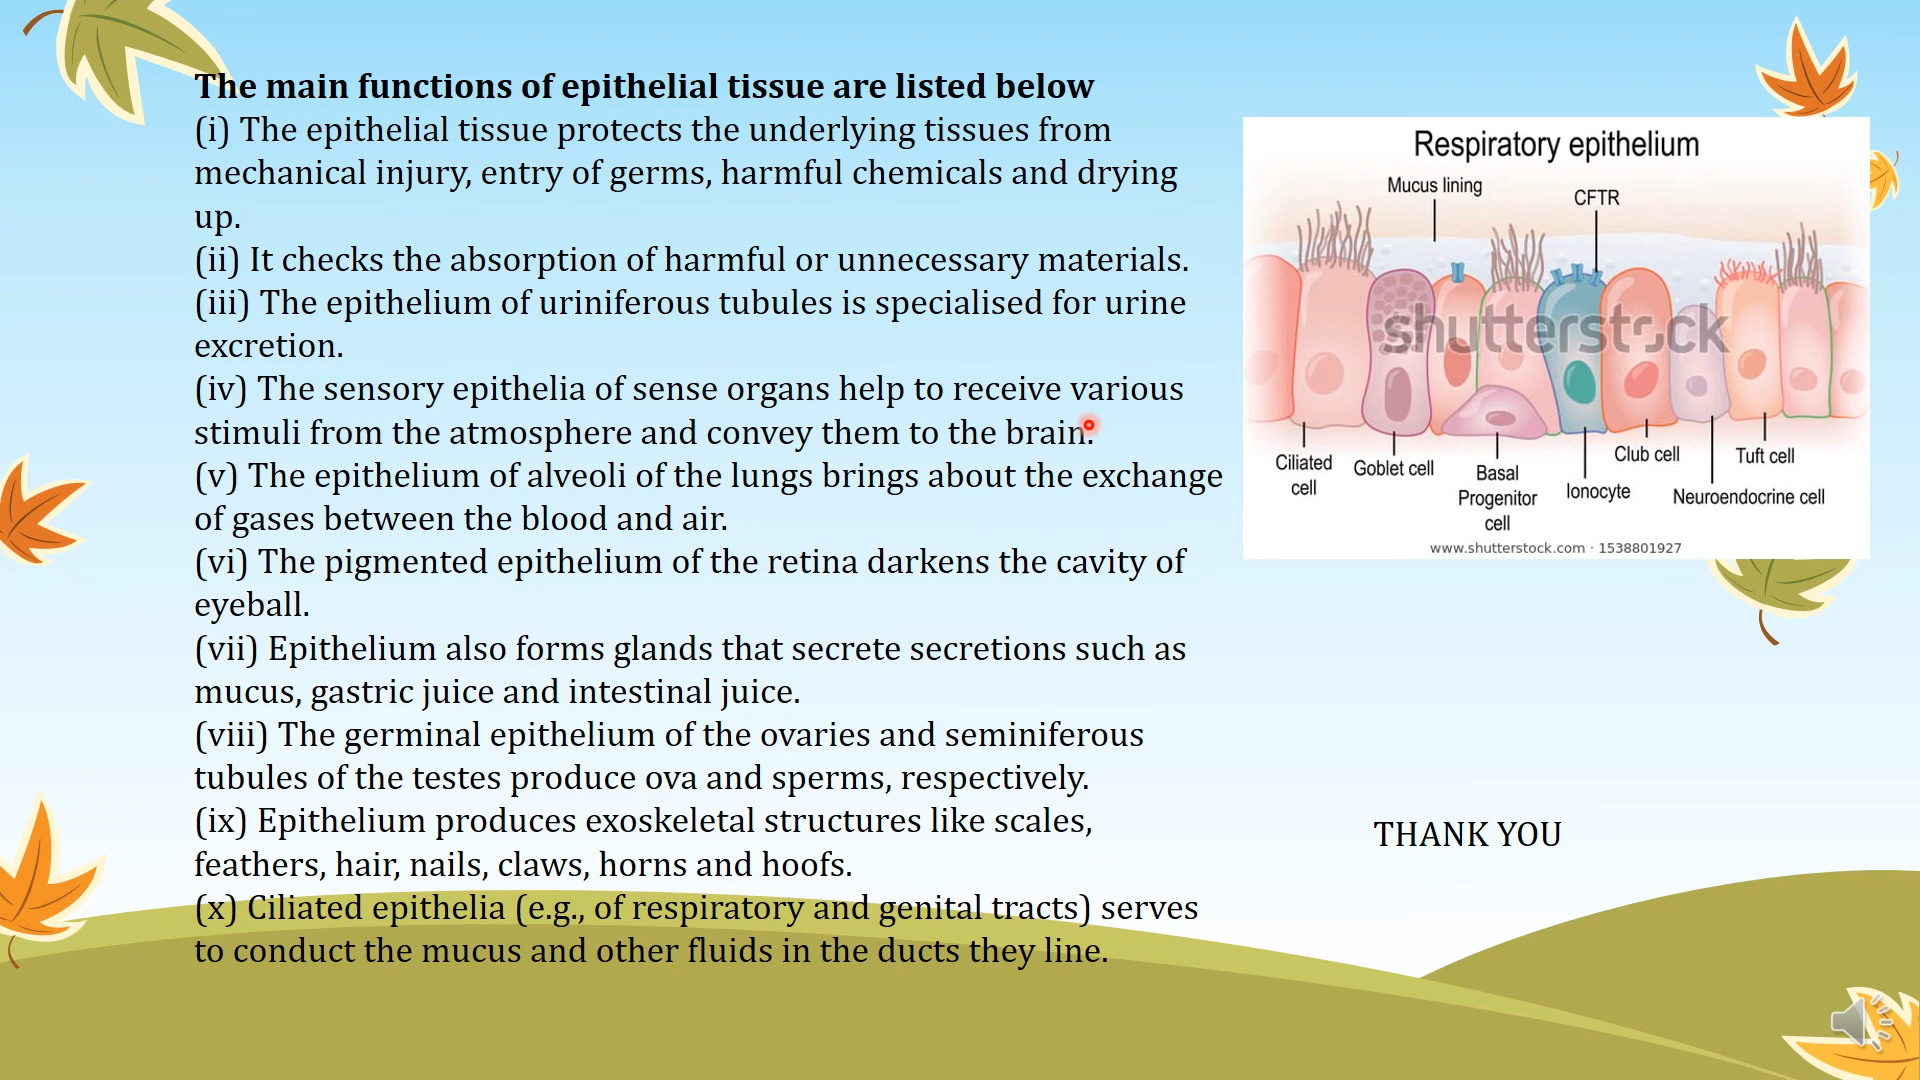 The main functions of epithelial tissue are listed below
(i) The epithelial tissue protects the underlying tissues from
mechanical injury, entry of germs, harmful chemicals and drying
up.
(ii) It checks the absorption of harmful or unnecessary materials.
(iii) The epithelium of uriniferous tubules is specialised for urine
excretion.
(iv) The sensory epithelia of sense organs help to receive various
stimuli from the atmosphere and convey them to the brain.
(v) The epithelium of alveoli of the lungs brings about the exchange
of gases between the blood and air.
(vi) The pigmented epithelium of the retina darkens the cavity of
eyeball.
(vii) Epithelium also forms glands that secrete secretions such as
mucus, gastric juice and intestinal juice.
(viii) The germinal epithelium of the ovaries and seminiferous
tubules of the testes produce ova and sperms, respectively.
(ix) Epithelium produces exoskeletal structures like scales,
feathers, hair, nails, claws, horns and hoofs.
(x) Ciliated epithelia (e.g., of respiratory and genital tracts) serves
to conduct the mucus and other fluids in the ducts they line.
Respiratory epithelium
Mucus lining
CFTR
shutterstock
Ciliated
cell
Goblet cell
Basal
Progenitor
cell
Ionocyte
Club cell
Neuroendocrine cell
Tuft cell
www.shutterstock.com · 1538801927
THANK YOU